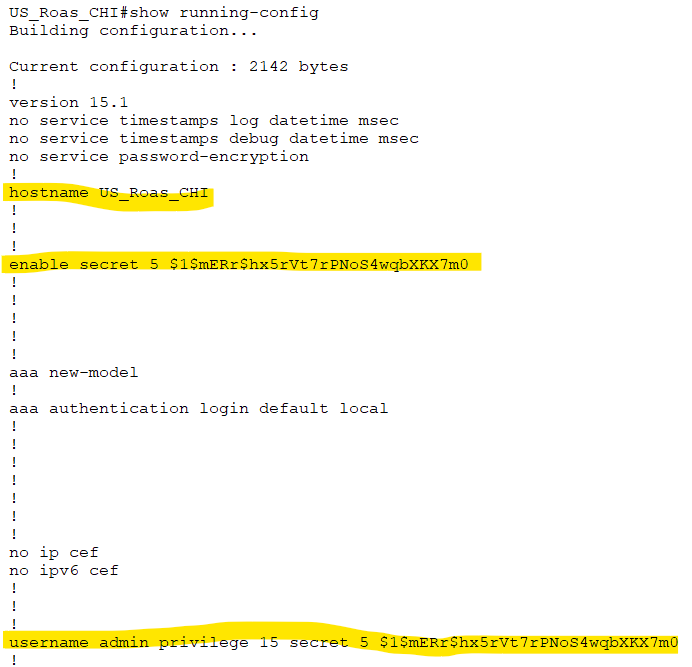 US_Roas_CHI#show running-config
Building configuration...
Current configuration : 2142 bytes
!
version 15.1
no service timestamps log datetime msec
no service timestamps debug datetime msec
no service password-encryption
!
hostname US_Roas_CHI
!
!
!
enable secret 5 $1$mERr$hx5rVt7rPNoS4wqbXKX7m0
!
!
!
!
!
aaa new-model
!
aaa authentication login default local
!
!
!
!
!
!
!
no ip cef
no ipv6 cef
!
!
!
username admin privilege 15 secret 5 $1$mERr$hx5rVt7rPNoS4wqbXKX7m0
!